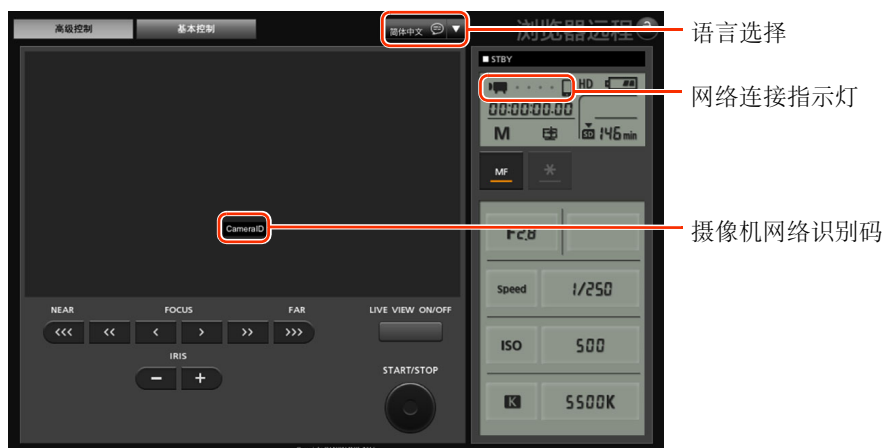 高级控制 基本控制 简体中文 浏览器远程
语言选择
STBY
HD
网络连接指示灯
00:00:00.00
M 146 min
MF
CameraID
摄像机网络识别码
F2.8
Speed 1/250
NEAR FOCUS FAR LIVE VIEW ON/OFF
<<< << < > >> >>>
IRIS
ISO 500
− +
START/STOP
K 5500K